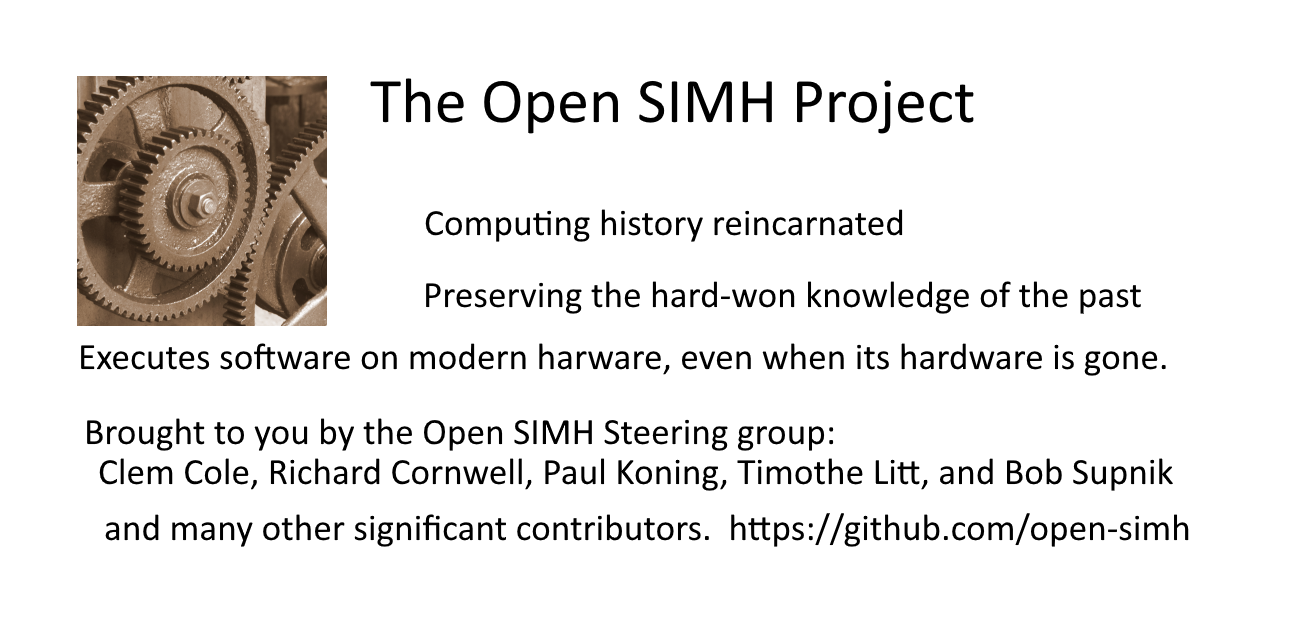 The Open SIMH Project
Computing history reincarnated
Preserving the hard-won knowledge of the past
Executes software on modern harware, even when its hardware is gone.
Brought to you by the Open SIMH Steering group:
Clem Cole, Richard Cornwell, Paul Koning, Timothe Litt, and Bob Supnik
and many other significant contributors.  https://github.com/open-simh